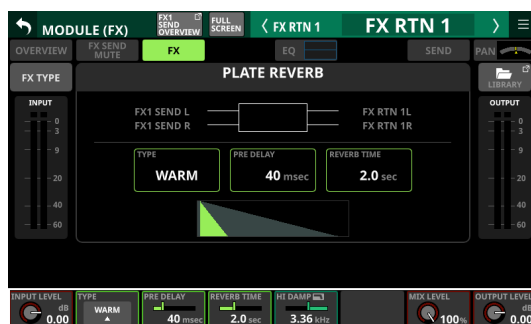 MODULE (FX)
FX1
SEND
OVERVIEW
FULL
SCREEN
FX RTN 1
FX RTN 1
OVERVIEW
FX SEND
MUTE
FX
EQ
SEND
PAN
FX TYPE
PLATE REVERB
LIBRARY
INPUT
0
3
9
20
40
60
FX1 SEND L
FX1 SEND R
FX RTN 1L
FX RTN 1R
TYPE
WARM
PRE DELAY
40 msec
REVERB TIME
2.0 sec
OUTPUT
0
3
9
20
40
60
INPUT LEVEL
dB
0.00
TYPE
WARM
PRE DELAY
40 msec
REVERB TIME
2.0 sec
HI DAMP
3.36 kHz
MIX LEVEL
100%
OUTPUT LEVEL
dB
0.00